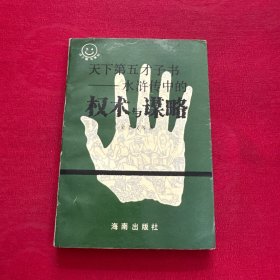 天下第五才子书
——水浒传中的
权术与谋略
海南出版社